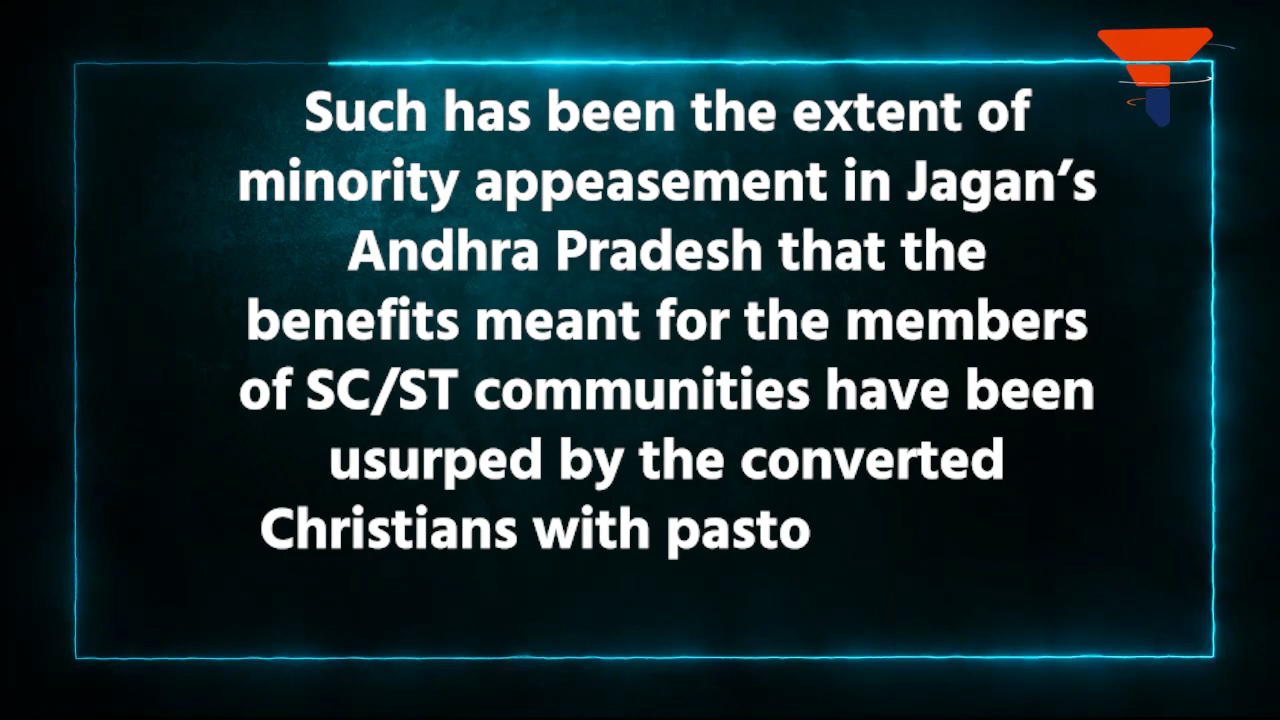 Such has been the extent of
minority appeasement in Jagan’s
Andhra Pradesh that the
benefits meant for the members
of SC/ST communities have been
usurped by the converted
Christians with pasto